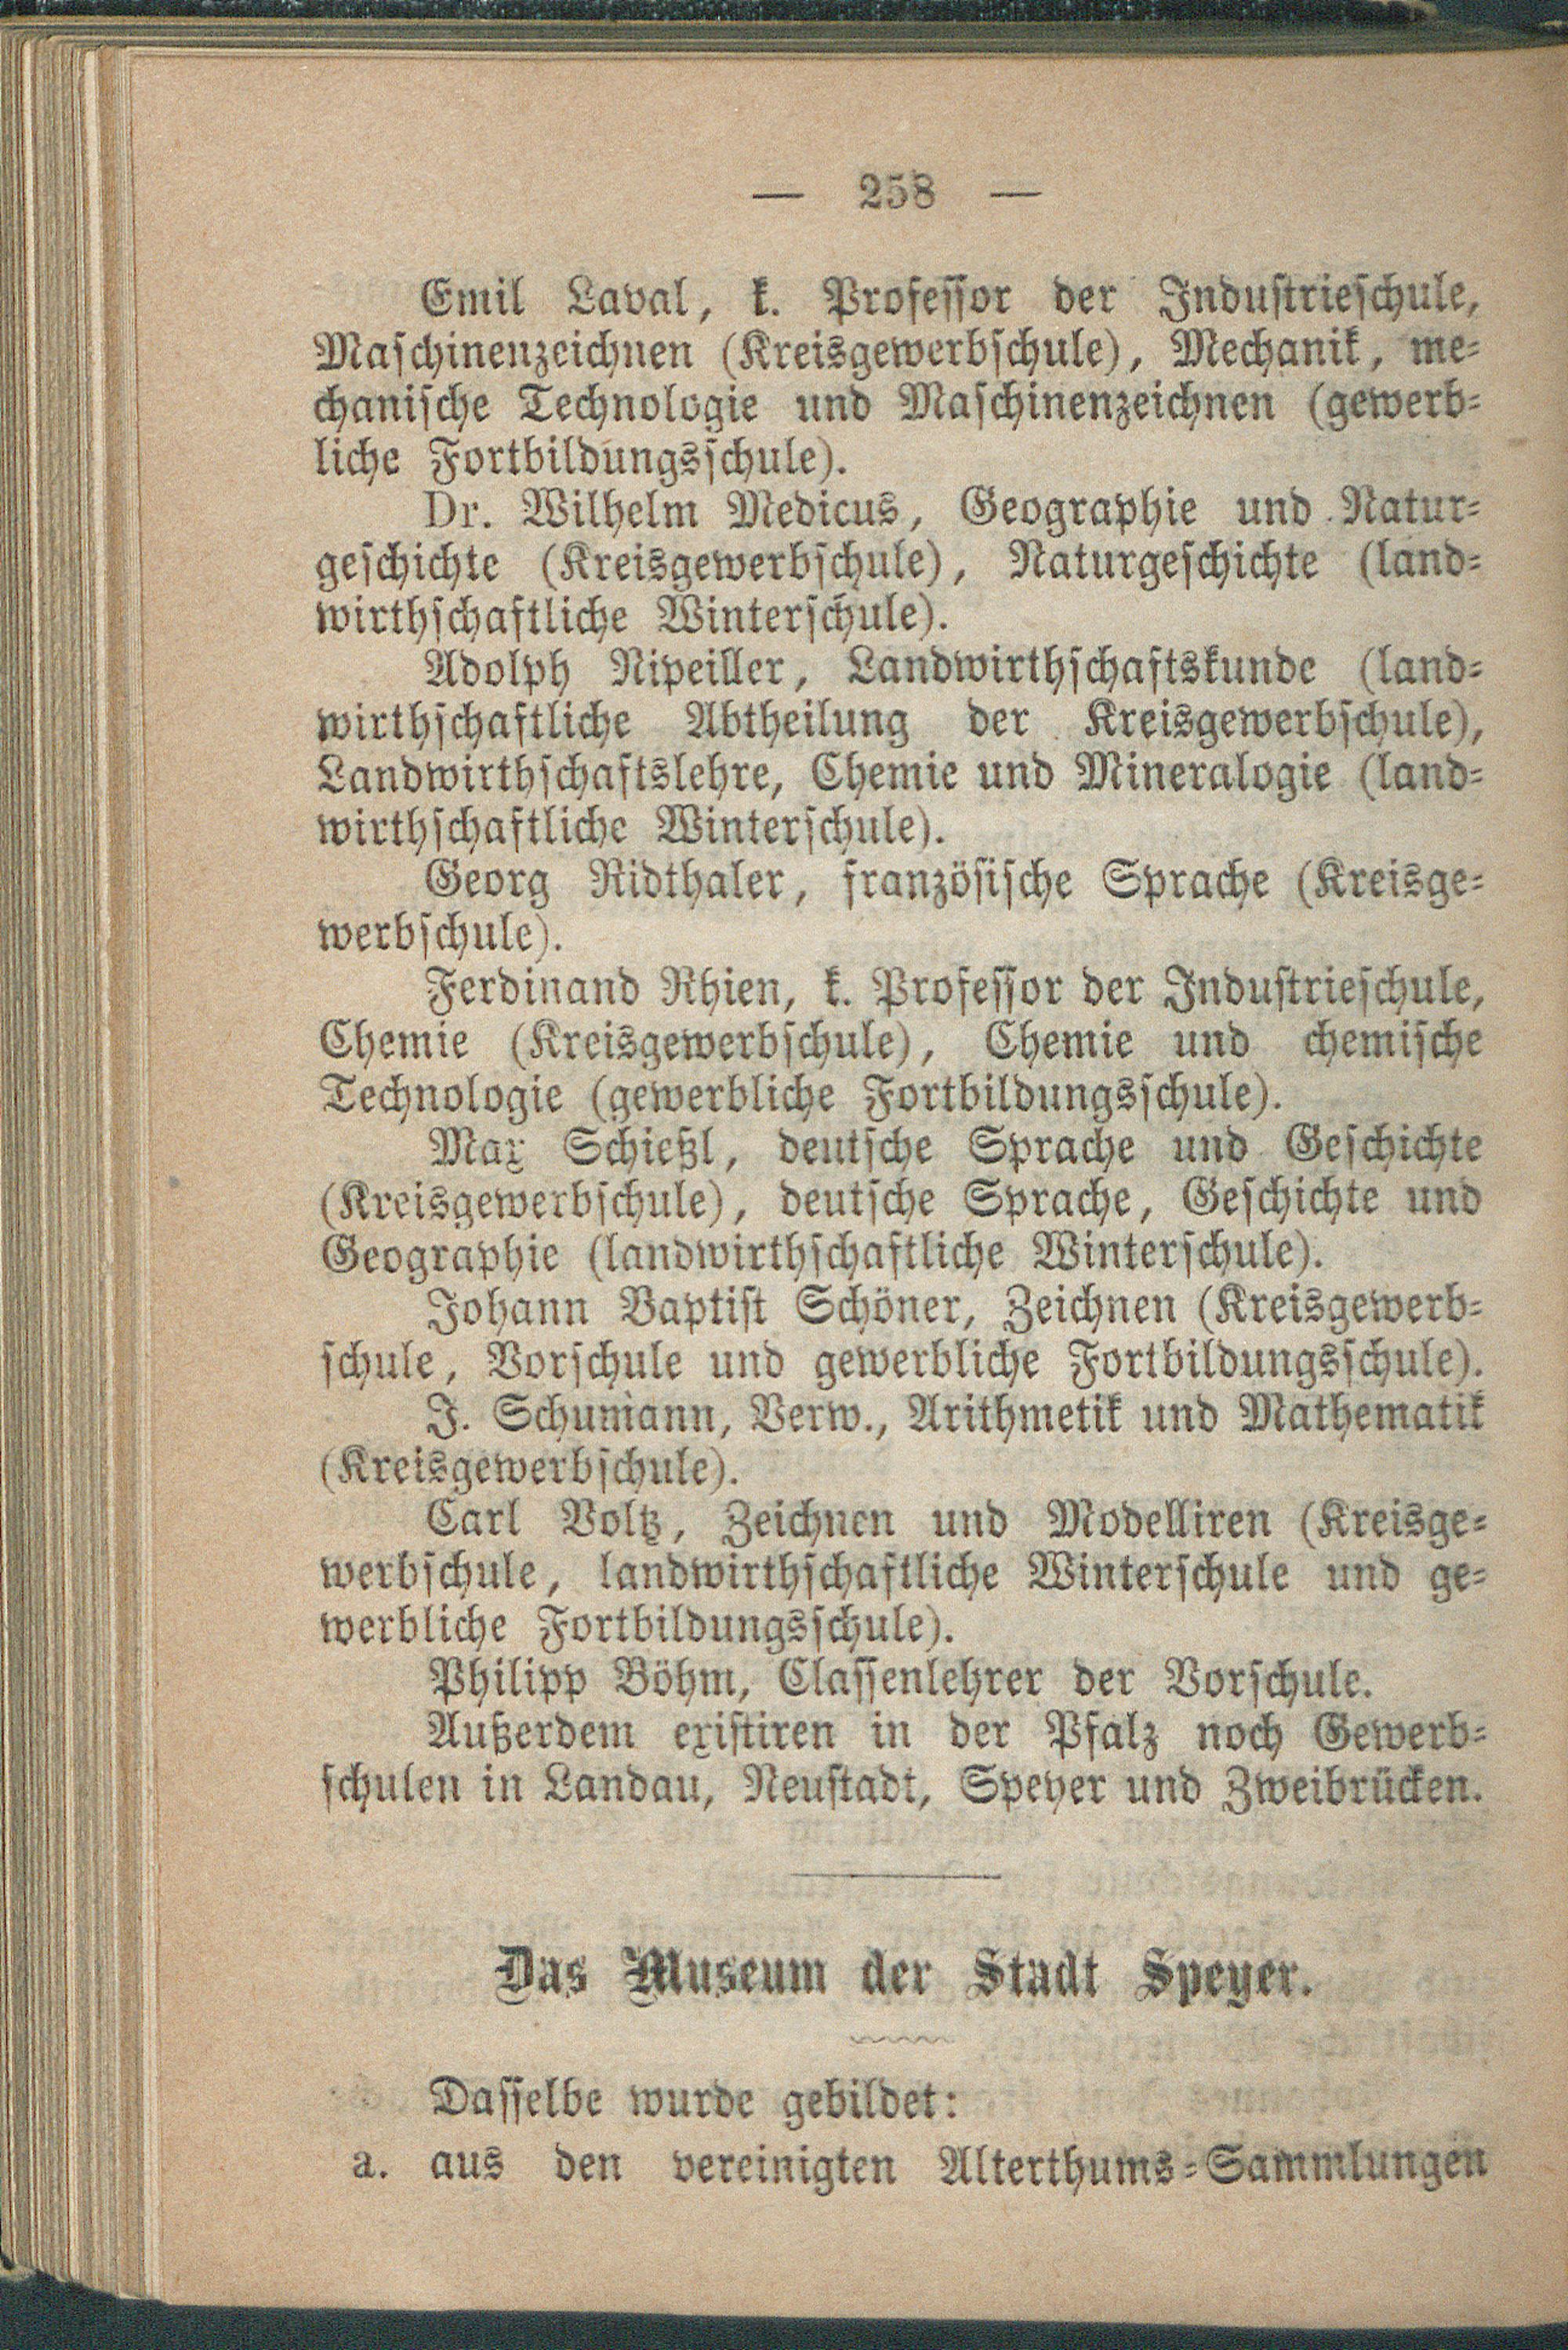 — 258 —
Emil Laval, k. Professor der Industrieschule,
Maschinenzeichnen (Kreisgewerbschule), Mechanik, me-
chanische Technologie und Maschinenzeichnen (gewerb-
liche Fortbildungsschule).
Dr. Wilhelm Medicus, Geographie und Natur-
geschichte (Kreisgewerbschule), Naturgeschichte (land-
wirthschaftliche Winterschule).
Adolph Nipeiller, Landwirthschaftskunde (land-
wirthschaftliche Abtheilung der Kreisgewerbschule),
Landwirthschaftslehre, Chemie und Mineralogie (land-
wirthschaftliche Winterschule).
Georg Ridthaler, französische Sprache (Kreisge-
werbschule).
Ferdinand Rhien, k. Professor der Industrieschule,
Chemie (Kreisgewerbschule), Chemie und chemische
Technologie (gewerbliche Fortbildungsschule).
Max Schießl, deutsche Sprache und Geschichte
(Kreisgewerbschule), deutsche Sprache, Geschichte und
Geographie (landwirthschaftliche Winterschule).
Johann Baptist Schöner, Zeichnen (Kreisgewerb-
schule, Vorschule und gewerbliche Fortbildungsschule).
J. Schumann, Verw., Arithmetik und Mathematik
(Kreisgewerbschule).
Carl Voltz, Zeichnen und Modelliren (Kreisge-
werbschule, landwirthschaftliche Winterschule und ge-
werbliche Fortbildungsschule).
Philipp Böhm, Classenlehrer der Vorschule.
Außerdem existiren in der Pfalz noch Gewerb-
schulen in Landau, Neustadt, Speyer und Zweibrücken.
Das Museum der Stadt Speyer.
Dasselbe wurde gebildet:
a. aus den vereinigten Alterthums-Sammlungen